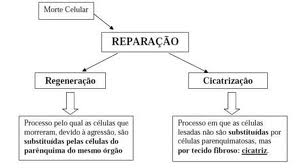 Morte Celular
REPARAÇÃO
Regeneração
Cicatrização
Processo pelo qual as células que
morreram, devido à agressão, são
substituídas pelas células do
parênquima do mesmo órgão
Processo em que as células
lesadas não são substituídas por
células parenquimatosas, mas
por tecido fibroso: cicatriz.